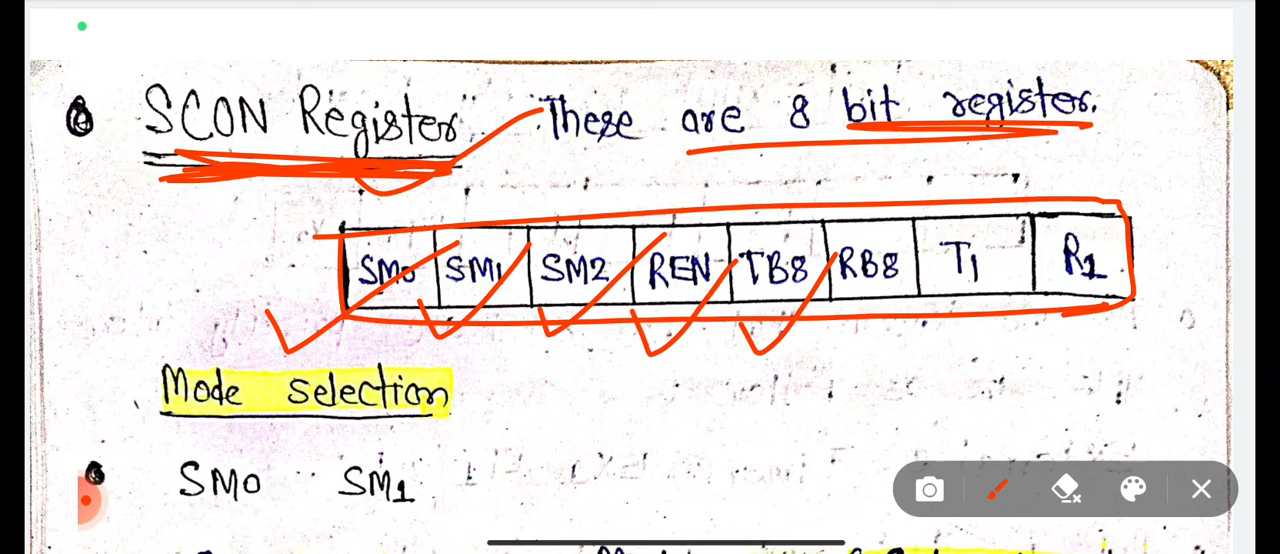 SCON Register These are 8 bit register.
SM0 SM1 SM2 REN TB8 RB8 T1 R1
Mode selection
SM0 SM1